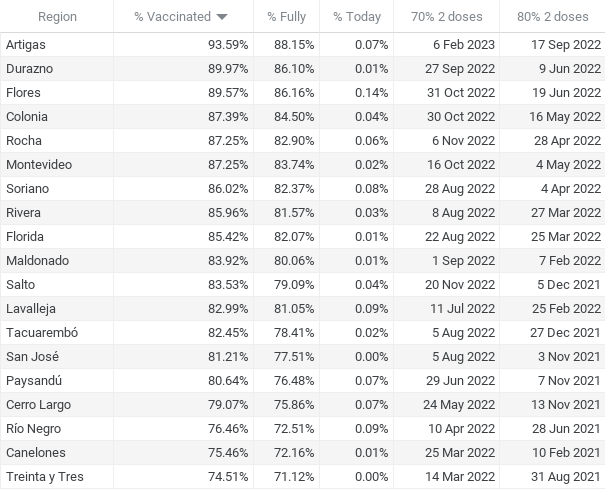 Region % Vaccinated % Fully % Today 70% 2 doses 80% 2 doses
Artigas 93.59% 88.15% 0.07% 6 Feb 2023 17 Sep 2022
Durazno 89.97% 86.10% 0.01% 27 Sep 2022 9 Jun 2022
Flores 89.57% 86.16% 0.14% 31 Oct 2022 19 Jun 2022
Colonia 87.39% 84.50% 0.04% 30 Oct 2022 16 May 2022
Rocha 87.25% 82.90% 0.06% 6 Nov 2022 28 Apr 2022
Montevideo 87.25% 83.74% 0.02% 16 Oct 2022 4 May 2022
Soriano 86.02% 82.37% 0.08% 28 Aug 2022 4 Apr 2022
Rivera 85.96% 81.57% 0.03% 8 Aug 2022 27 Mar 2022
Florida 85.42% 82.07% 0.01% 22 Aug 2022 25 Mar 2022
Maldonado 83.92% 80.06% 0.01% 1 Sep 2022 7 Feb 2022
Salto 83.53% 79.09% 0.04% 20 Nov 2022 5 Dec 2021
Lavalleja 82.99% 81.05% 0.09% 11 Jul 2022 25 Feb 2022
Tacuarembó 82.45% 78.41% 0.02% 5 Aug 2022 27 Dec 2021
San José 81.21% 77.51% 0.00% 5 Aug 2022 3 Nov 2021
Paysandú 80.64% 76.48% 0.07% 29 Jun 2022 7 Nov 2021
Cerro Largo 79.07% 75.86% 0.07% 24 May 2022 13 Nov 2021
Río Negro 76.46% 72.51% 0.09% 10 Apr 2022 28 Jun 2021
Canelones 75.46% 72.16% 0.01% 25 Mar 2022 10 Feb 2021
Treinta y Tres 74.51% 71.12% 0.00% 14 Mar 2022 31 Aug 2021